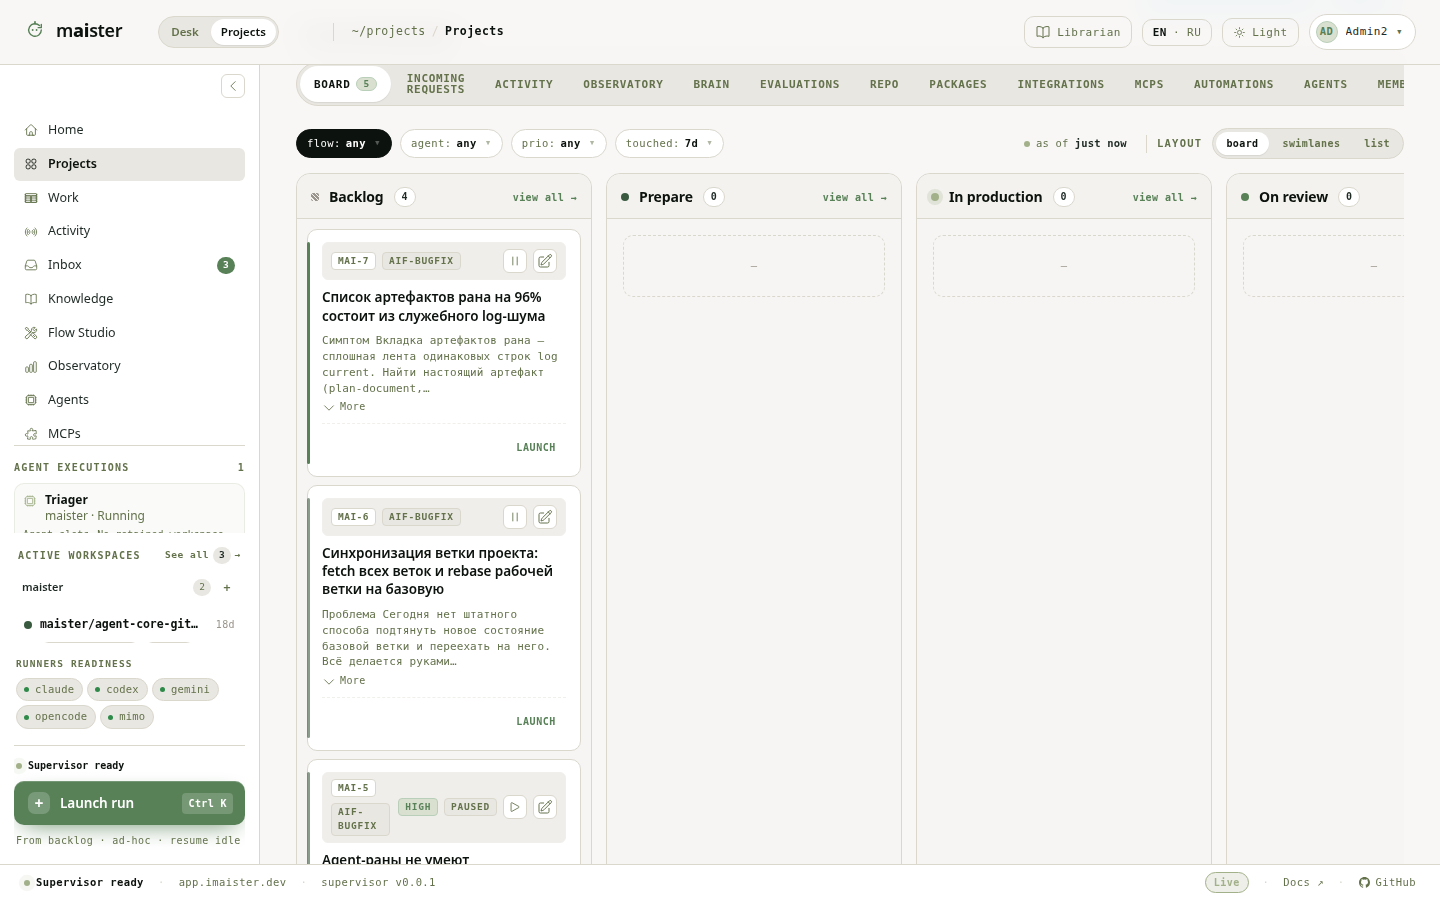 maister
Desk
Projects
~/projects / Projects
Librarian
EN · RU
Light
AD
Admin2
Home
Projects
Work
Activity
Inbox
3
Knowledge
Flow Studio
Observatory
Agents
MCPs
AGENT EXECUTIONS
1
Triager
maister · Running
ACTIVE WORKSPACES
See all 3 →
maister
2
+
maister/agent-core-git…
18d
RUNNERS READINESS
claude
codex
gemini
opencode
mimo
Supervisor ready
+ Launch run
Ctrl K
From backlog · ad-hoc · resume idle
BOARD 5
INCOMING
REQUESTS
ACTIVITY
OBSERVATORY
BRAIN
EVALUATIONS
REPO
PACKAGES
INTEGRATIONS
MCPS
AUTOMATIONS
AGENTS
MEMB
flow: any
agent: any
prio: any
touched: 7d
as of just now
LAYOUT
board
swimlanes
list
Backlog 4
view all →
MAI-7
AIF-BUGFIX
Список артефактов рана на 96%
состоит из служебного log-шума
Симптом Вкладка артефактов рана —
сплошная лента одинаковых строк log
current. Найти настоящий артефакт
(plan-document,…
More
LAUNCH
MAI-6
AIF-BUGFIX
Синхронизация ветки проекта:
fetch всех веток и rebase рабочей
ветки на базовую
Проблема Сегодня нет штатного
способа подтянуть новое состояние
базовой ветки и переехать на него.
Всё делается руками…
More
LAUNCH
MAI-5
AIF-
BUGFIX
HIGH
PAUSED
Agent-раны не умеют
Prepare 0
view all →
—
In production 0
view all →
—
On review 0
—
Supervisor ready
·
app.imaister.dev
·
supervisor v0.0.1
Live
·
Docs ↗
·
GitHub